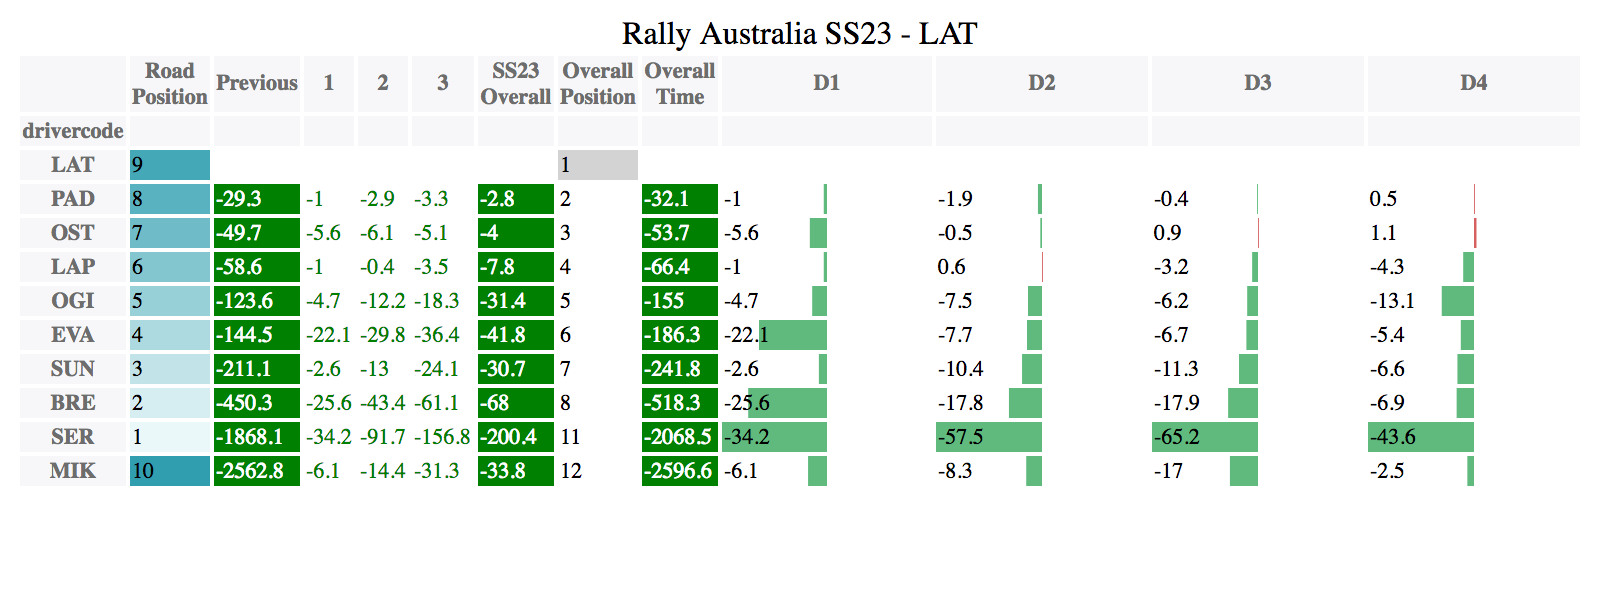 Rally Australia SS23 - LAT
Road Position Previous 1 2 3 SS23 Overall Overall Position Overall Time D1 D2 D3 D4
drivercode
LAT 9 1
PAD 8 -29.3 -1 -2.9 -3.3 -2.8 2 -32.1 -1 -1.9 -0.4 0.5
OST 7 -49.7 -5.6 -6.1 -5.1 -4 3 -53.7 -5.6 -0.5 0.9 1.1
LAP 6 -58.6 -1 -0.4 -3.5 -7.8 4 -66.4 -1 0.6 -3.2 -4.3
OGI 5 -123.6 -4.7 -12.2 -18.3 -31.4 5 -155 -4.7 -7.5 -6.2 -13.1
EVA 4 -144.5 -22.1 -29.8 -36.4 -41.8 6 -186.3 -22.1 -7.7 -6.7 -5.4
SUN 3 -211.1 -2.6 -13 -24.1 -30.7 7 -241.8 -2.6 -10.4 -11.3 -6.6
BRE 2 -450.3 -25.6 -43.4 -61.1 -68 8 -518.3 -25.6 -17.8 -17.9 -6.9
SER 1 -1868.1 -34.2 -91.7 -156.8 -200.4 11 -2068.5 -34.2 -57.5 -65.2 -43.6
MIK 10 -2562.8 -6.1 -14.4 -31.3 -33.8 12 -2596.6 -6.1 -8.3 -17 -2.5